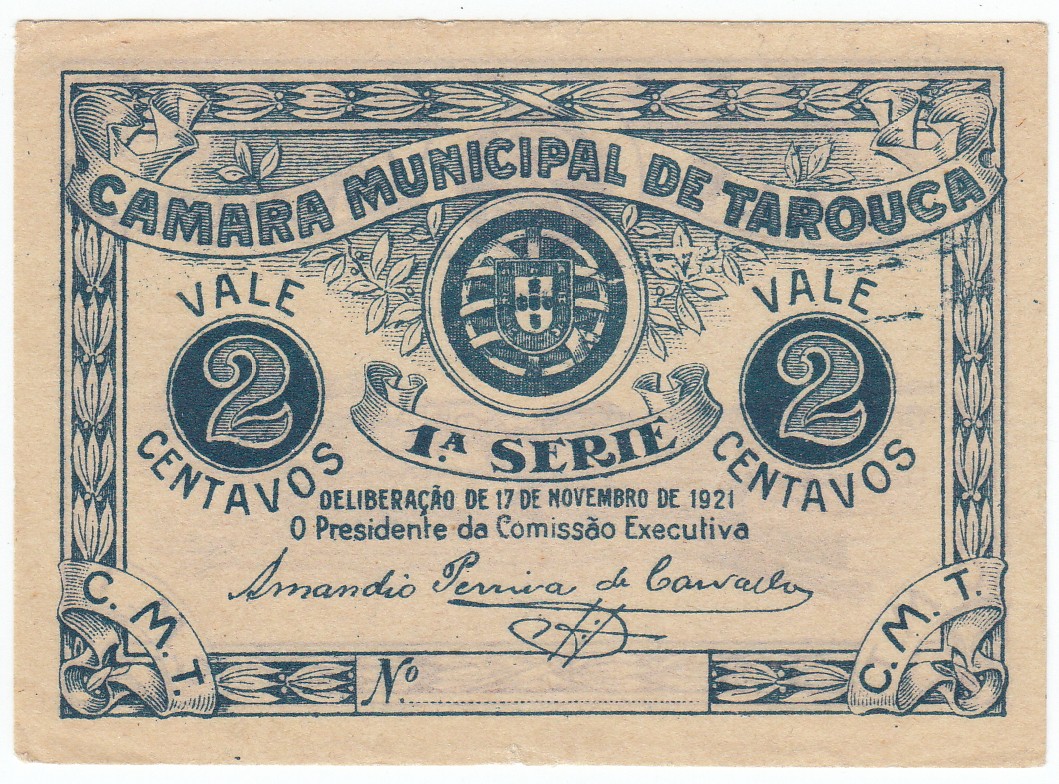 CAMARA MUNICIPAL DE TAROUCA
VALE
2
CENTAVOS
VALE
2
CENTAVOS
1.ª SERIE
DELIBERAÇÃO DE 17 DE NOVEMBRO DE 1921
O Presidente da Comissão Executiva
Amandio Perreira de Carvalho
C. M. T.
C. M. T.
Nº